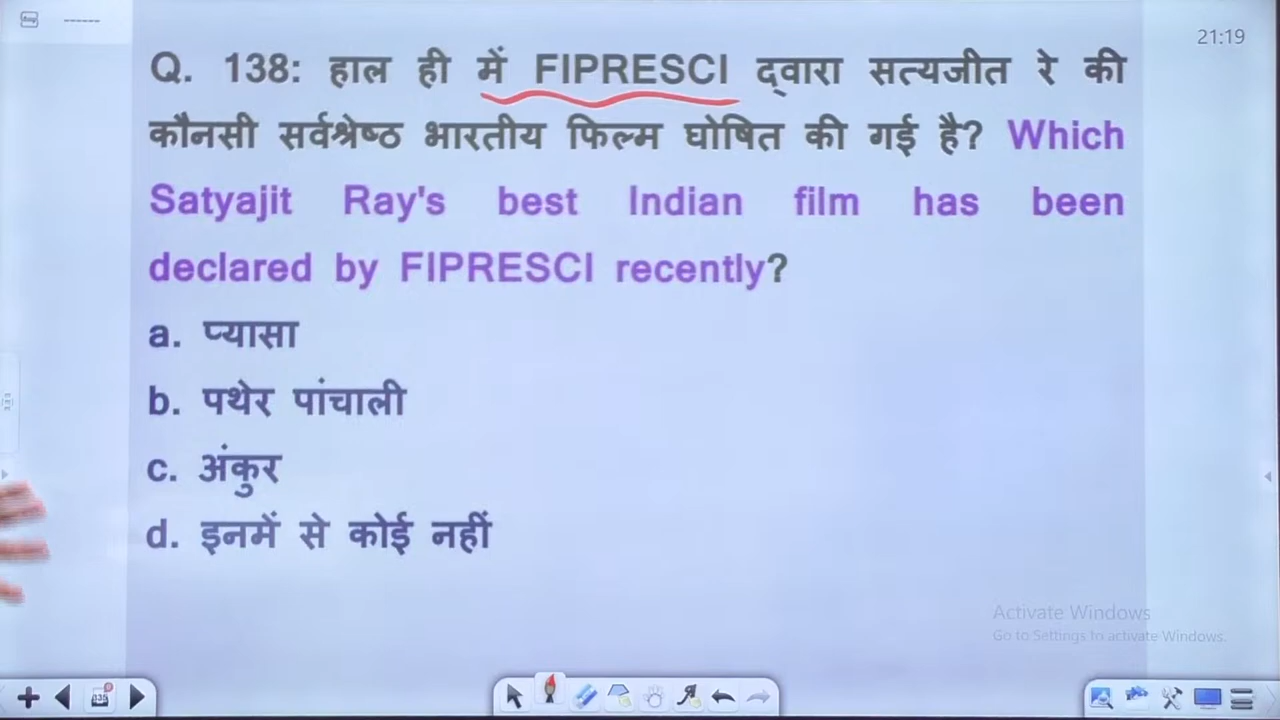 21:19
Q. 138: हाल ही में FIPRESCI द्वारा सत्यजीत रे की
कौनसी सर्वश्रेष्ठ भारतीय फिल्म घोषित की गई है? Which
Satyajit Ray's best Indian film has been
declared by FIPRESCI recently?
a. प्यासा
b. पथेर पांचाली
c. अंकुर
d. इनमें से कोई नहीं
Activate Windows
Go to Settings to activate Windows.